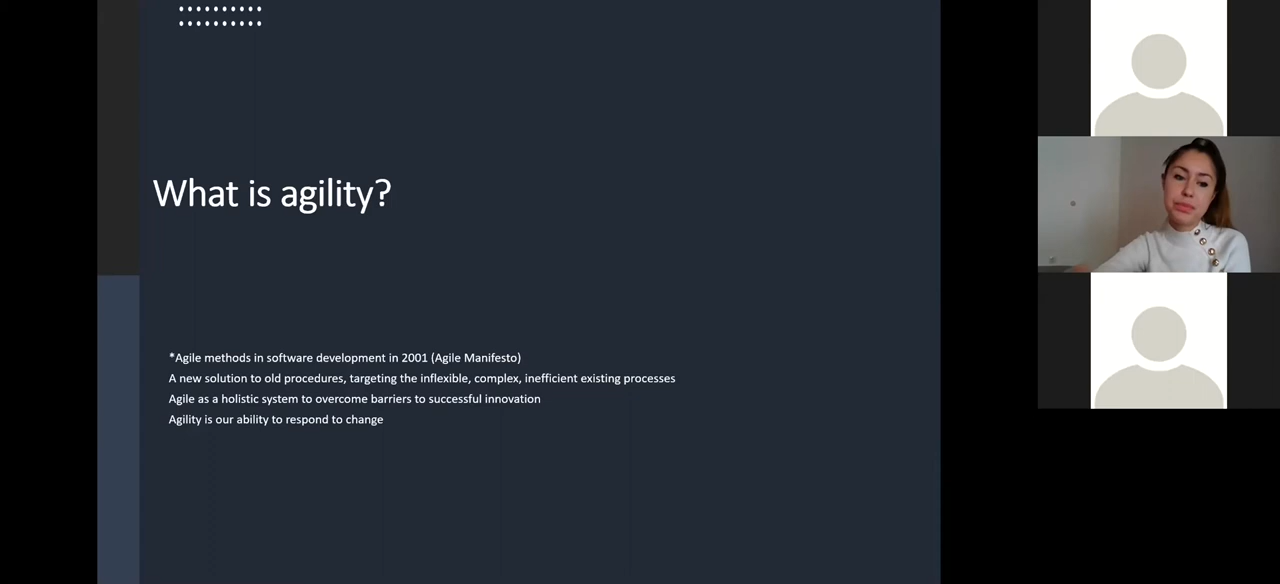 What is agility?
*Agile methods in software development in 2001 (Agile Manifesto)
A new solution to old procedures, targeting the inflexible, complex, inefficient existing processes
Agile as a holistic system to overcome barriers to successful innovation
Agility is our ability to respond to change